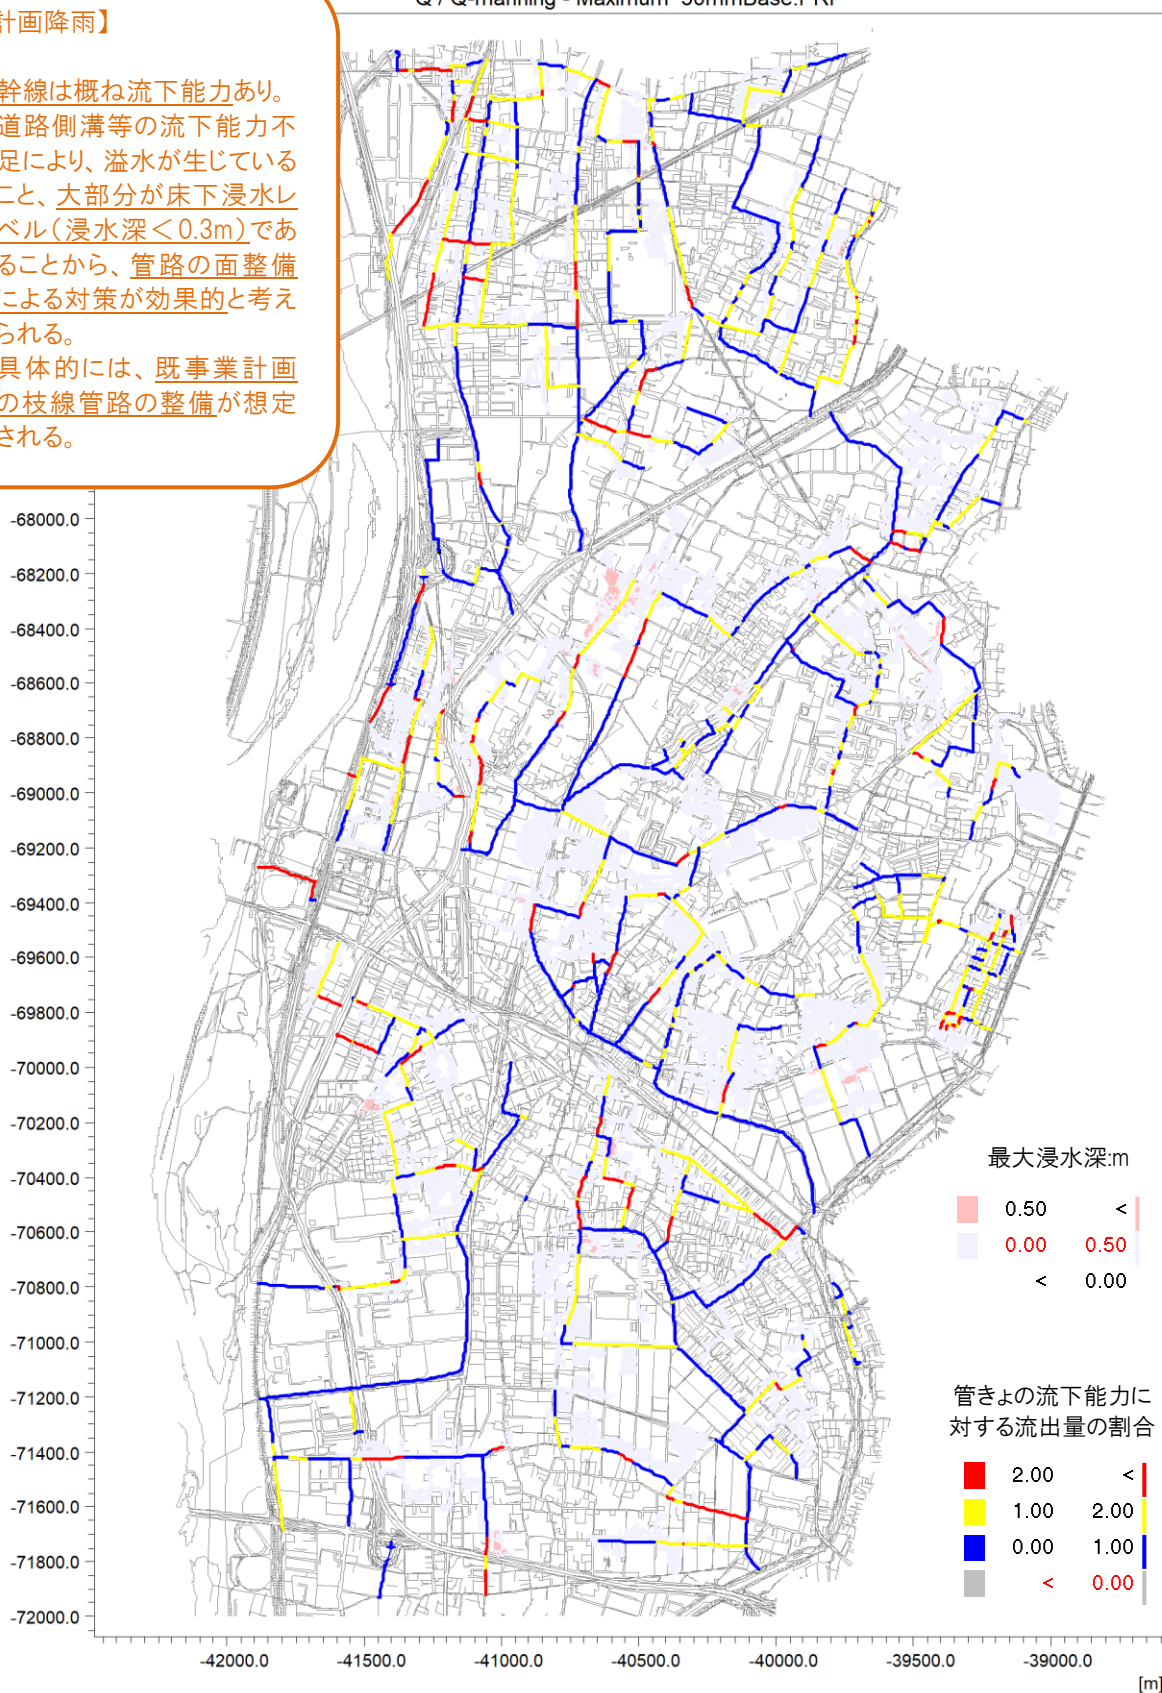 Q / Q-manning - Maximum 50mmBase.PRF
計画降雨】
幹線は概ね流下能力あり。
道路側溝等の流下能力不
足により、溢水が生じている
こと、大部分が床下浸水レ
ベル（浸水深＜0.3m）であ
ることから、管路の面整備
による対策が効果的と考え
られる。
具体的には、既事業計画
の枝線管路の整備が想定
される。
-68000.0
-68200.0
-68400.0
-68600.0
-68800.0
-69000.0
-69200.0
-69400.0
-69600.0
-69800.0
-70000.0
-70200.0
-70400.0
-70600.0
-70800.0
-71000.0
-71200.0
-71400.0
-71600.0
-71800.0
-72000.0
最大浸水深:m
0.50 <
0.00 0.50
< 0.00
管きょの流下能力に
対する流出量の割合
2.00 <
1.00 2.00
0.00 1.00
< 0.00
-42000.0 -41500.0 -41000.0 -40500.0 -40000.0 -39500.0 -39000.0
[m]